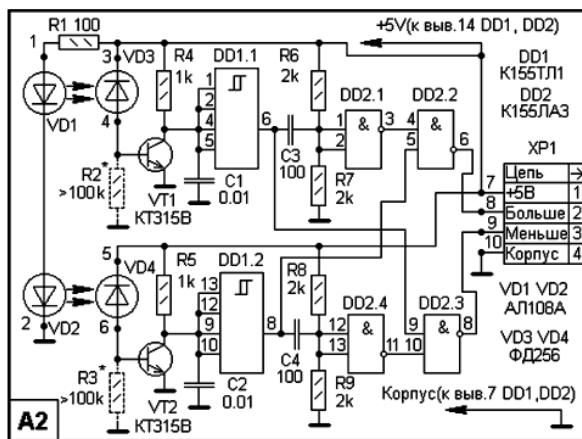 +5V(к выв.14 DD1, DD2)
1 R1 100
3 VD3
R4 1k
DD1.1
R6 2k
DD1 К155ТЛ1
DD2 К155ЛА3
VD1
4
1
2
4
5
6
C3 100
DD2.1
1
2
&
3
DD2.2
4
5
&
6
XP1
Цепь →
7 +5В 1
8 Больше 2
9 Меньше 3
10 Корпус 4
R2* >100k
VT1 КТ315В
C1 0.01
R7 2k
5
VD4
R5 1k
DD1.2
R8 2k
2 VD2
6
13
12
9
10
8
C4 100
DD2.4
12
13
&
11
DD2.3
9
10
&
8
VD1 VD2 АЛ108А
VD3 VD4 ФД256
R3* >100k
VT2 КТ315В
C2 0.01
R9 2k
Корпус(к выв.7 DD1,DD2)
A2